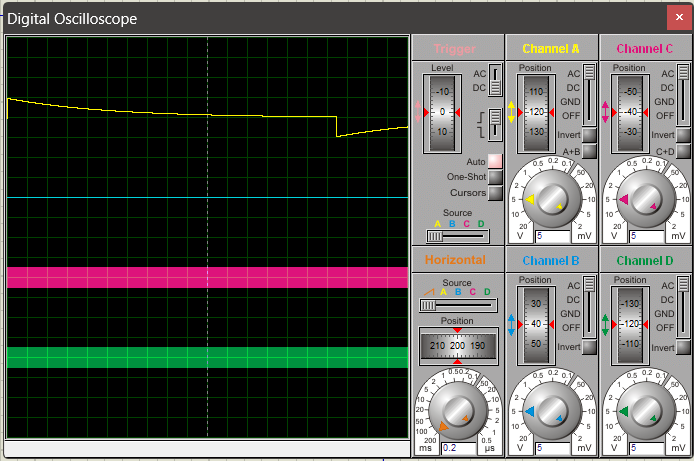 Digital Oscilloscope
Trigger
Level
-10
0
10
AC
DC
Auto
One-Shot
Cursors
Source
A B C D
Channel A
Position
110
120
130
AC
DC
GND
OFF
Invert
A+B
0.5 0.2 0.1
1 50
2 20
5 10
10 5
20 2
V 5 mV
Channel C
Position
-50
-40
-30
AC
DC
GND
OFF
Invert
C+D
0.5 0.2 0.1
1 50
2 20
5 10
10 5
20 2
V 5 mV
Horizontal
Source
A B C D
Position
210 200 190
1 0.5 0.2 0.1
2 50
5 20
10 10
20 5
50 2
100 1
200 0.5
ms 0.2 µs
Channel B
Position
30
40
50
AC
DC
GND
OFF
Invert
0.5 0.2 0.1
1 50
2 20
5 10
10 5
20 2
V 5 mV
Channel D
Position
-130
-120
-110
AC
DC
GND
OFF
Invert
0.5 0.2 0.1
1 50
2 20
5 10
10 5
20 2
V 5 mV